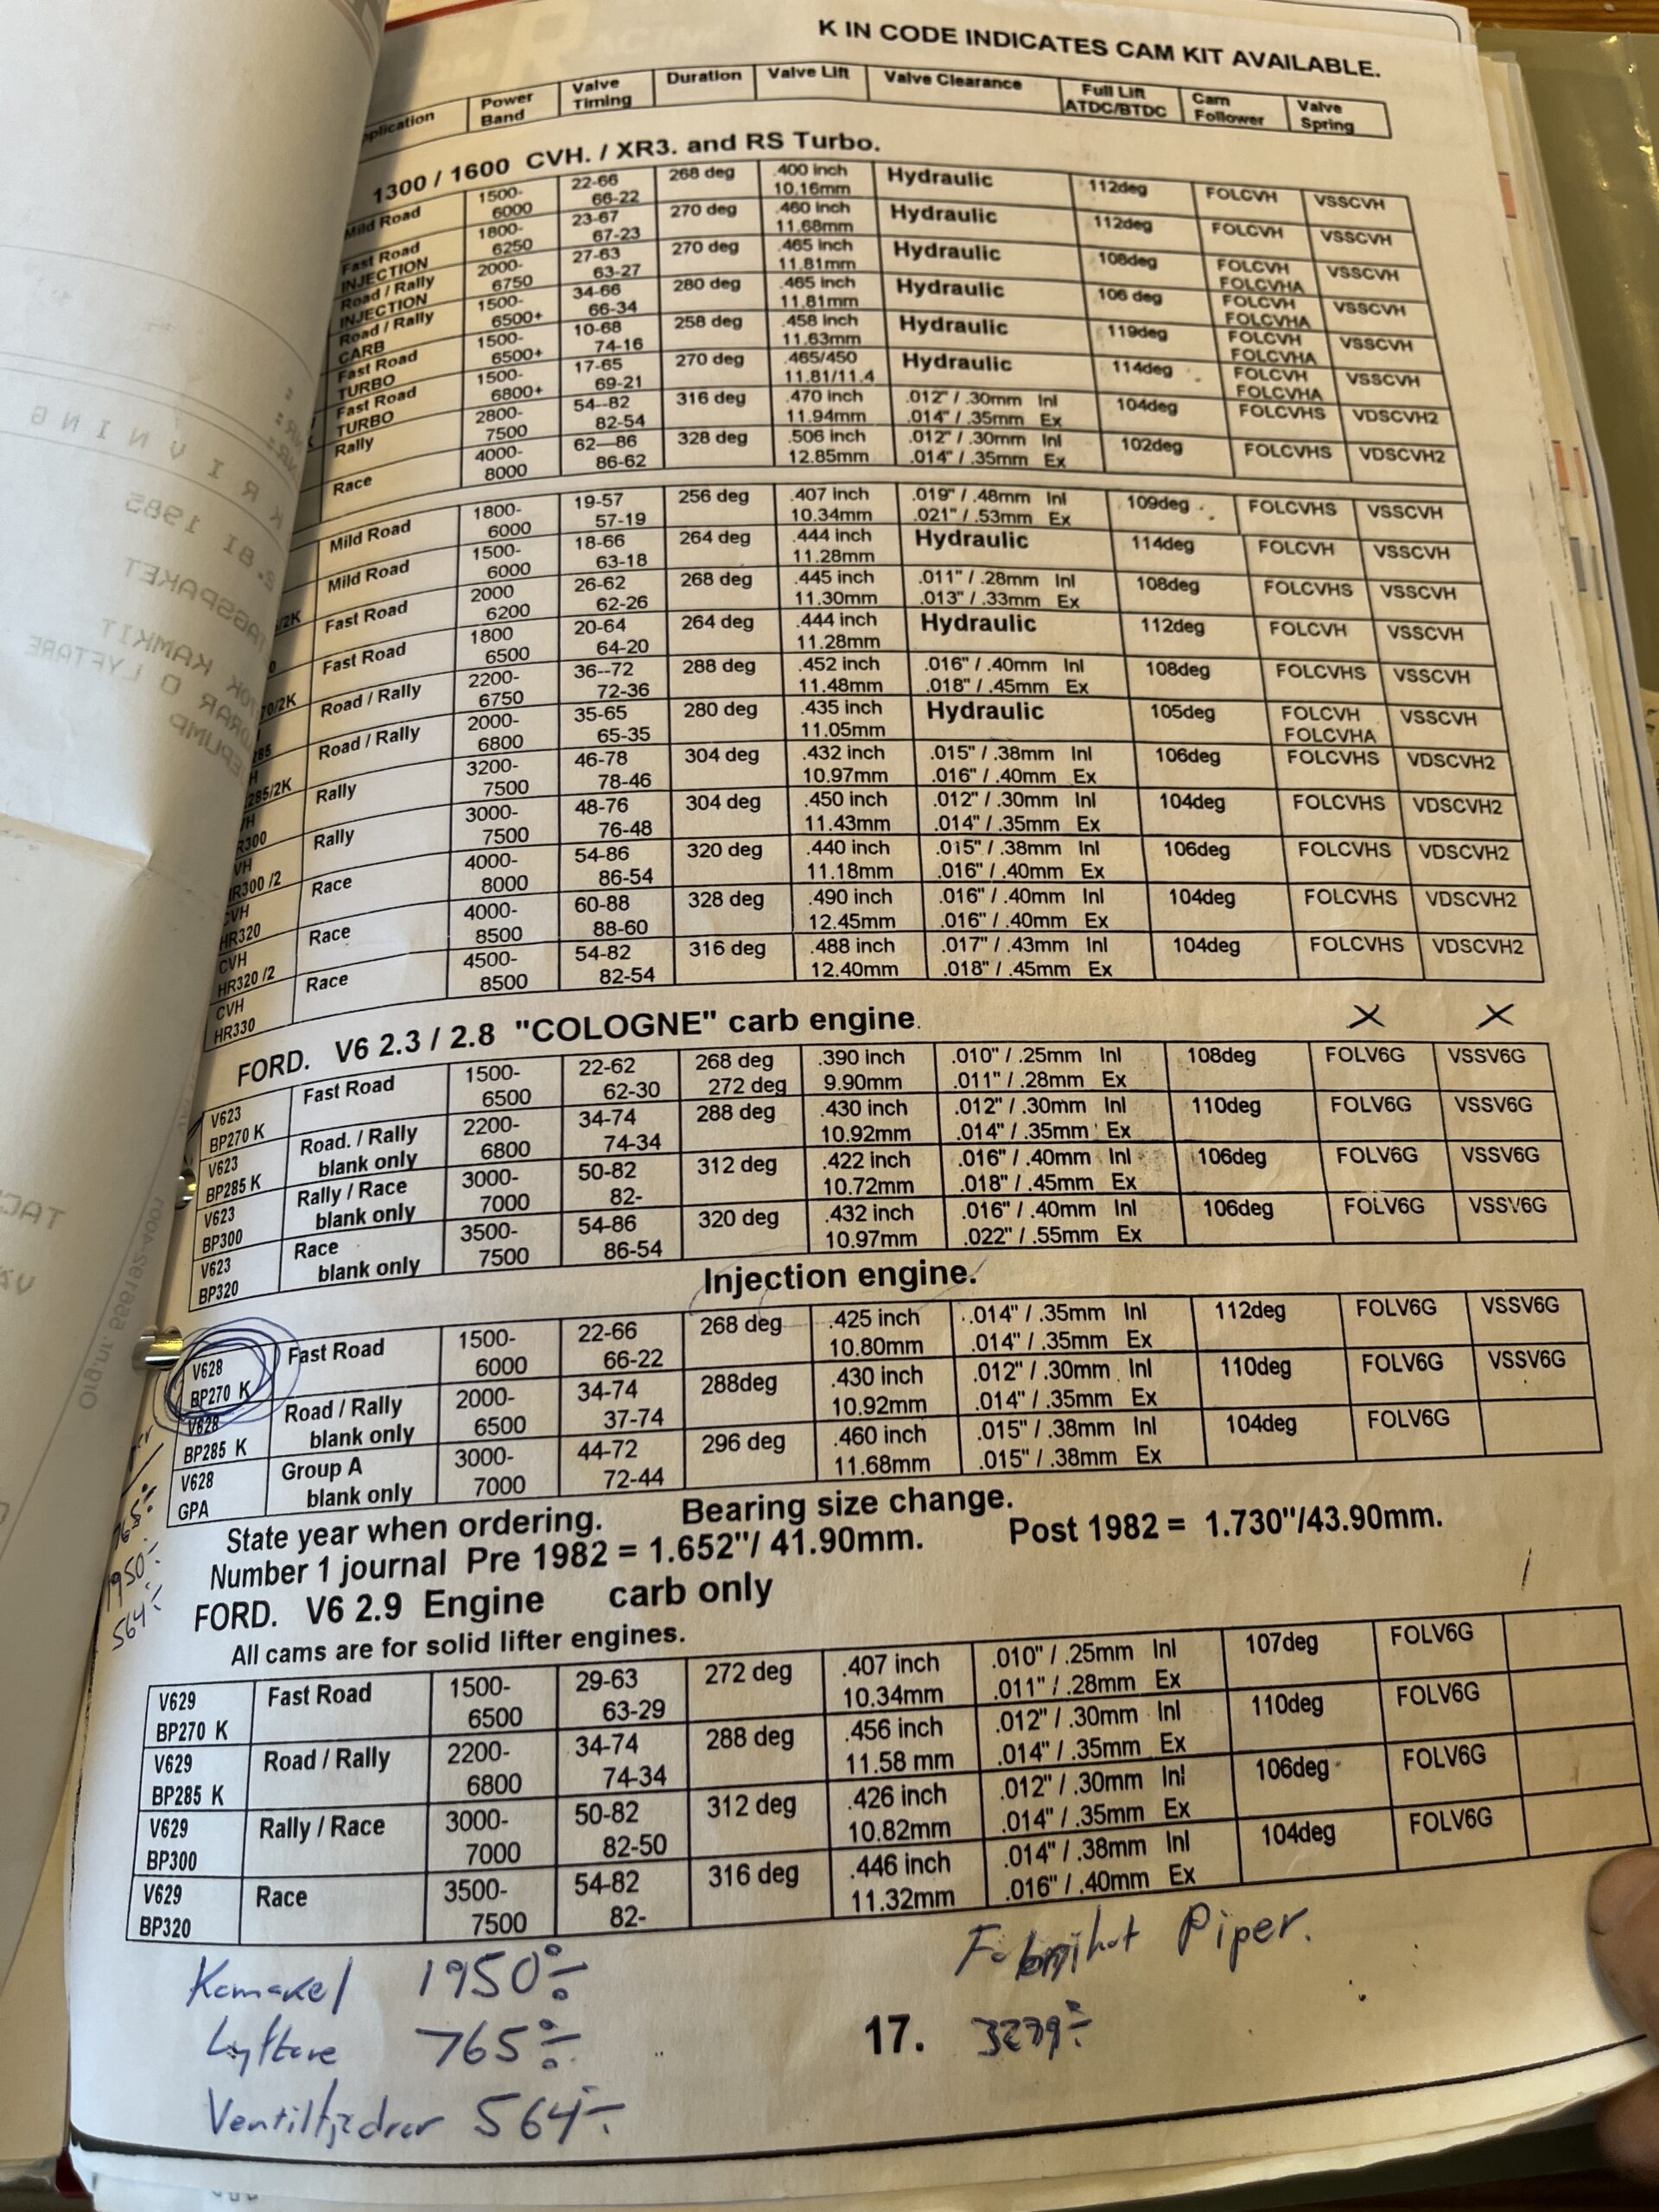 K IN CODE INDICATES CAM KIT AVAILABLE.
Power Band Valve Timing Duration Valve Lift Valve Clearance Full Lift ATDC/BTDC Cam Follower Valve Spring
1300 / 1600 CVH. / XR3. and RS Turbo.
Mild Road 1500-6000 22-66 66-22 268 deg .400 inch 10.16mm Hydraulic 112deg FOLCVH VSSCVH
Fast Road INJECTION 1800-6250 23-67 67-23 270 deg .460 inch 11.68mm Hydraulic 112deg FOLCVH VSSCVH
Road / Rally INJECTION 2000-6750 27-63 63-27 270 deg .465 inch 11.81mm Hydraulic 108deg FOLCVH FOLCVHA VSSCVH
Road / Rally CARB 1500-6500+ 34-66 66-34 280 deg .465 inch 11.81mm Hydraulic 106 deg FOLCVH FOLCVHA VSSCVH
Fast Road TURBO 1500-6500+ 10-68 74-16 258 deg .458 inch 11.63mm Hydraulic 119deg FOLCVH FOLCVHA VSSCVH
Fast Road TURBO 1500-6800+ 17-65 69-21 270 deg .465/450 11.81/11.4 Hydraulic 114deg FOLCVH FOLCVHA VSSCVH
Rally 2800-7500 54--82 82-54 316 deg .470 inch 11.94mm .012" / .30mm Inl .014" / .35mm Ex 104deg FOLCVHS VDSCVH2
Race 4000-8000 62—86 86-62 328 deg .506 inch 12.85mm .012" / .30mm Inl .014" / .35mm Ex 102deg FOLCVHS VDSCVH2
Mild Road 1800-6000 19-57 57-19 256 deg .407 inch 10.34mm .019" / .48mm Inl .021" / .53mm Ex 109deg FOLCVHS VSSCVH
Mild Road 1500-6000 18-66 63-18 264 deg .444 inch 11.28mm Hydraulic 114deg FOLCVH VSSCVH
/2K Fast Road 2000 6200 26-62 62-26 268 deg .445 inch 11.30mm .011" / .28mm Inl .013" / .33mm Ex 108deg FOLCVHS VSSCVH
Fast Road 1800 6500 20-64 64-20 264 deg .444 inch 11.28mm Hydraulic 112deg FOLCVH VSSCVH
70/2K Road / Rally 2200-6750 36--72 72-36 288 deg .452 inch 11.48mm .016" / .40mm Inl .018" / .45mm Ex 108deg FOLCVHS VSSCVH
285 Road / Rally 2000-6800 35-65 65-35 280 deg .435 inch 11.05mm Hydraulic 105deg FOLCVH FOLCVHA VSSCVH
H 285/2K Rally 3200-7500 46-78 78-46 304 deg .432 inch 10.97mm .015" / .38mm Inl .016" / .40mm Ex 106deg FOLCVHS VDSCVH2
VH R300 Rally 3000-7500 48-76 76-48 304 deg .450 inch 11.43mm .012" / .30mm Inl .014" / .35mm Ex 104deg FOLCVHS VDSCVH2
VH HR300 /2 Race 4000-8000 54-86 86-54 320 deg .440 inch 11.18mm .015" / .38mm Inl .016" / .40mm Ex 106deg FOLCVHS VDSCVH2
CVH HR320 Race 4000-8500 60-88 88-60 328 deg .490 inch 12.45mm .016" / .40mm Inl .016" / .40mm Ex 104deg FOLCVHS VDSCVH2
CVH HR320 /2 Race 4500-8500 54-82 82-54 316 deg .488 inch 12.40mm .017" / .43mm Inl .018" / .45mm Ex 104deg FOLCVHS VDSCVH2
CVH HR330
FORD. V6 2.3 / 2.8 "COLOGNE" carb engine. X X
V623 BP270 K Fast Road 1500-6500 22-62 62-30 268 deg 272 deg .390 inch 9.90mm .010" / .25mm Inl .011" / .28mm Ex 108deg FOLV6G VSSV6G
V623 BP285 K Road. / Rally blank only 2200-6800 34-74 74-34 288 deg .430 inch 10.92mm .012" / .30mm Inl .014" / .35mm Ex 110deg FOLV6G VSSV6G
V623 BP300 Rally / Race blank only 3000-7000 50-82 82- 312 deg .422 inch 10.72mm .016" / .40mm Inl .018" / .45mm Ex 106deg FOLV6G VSSV6G
V623 BP320 Race blank only 3500-7500 54-86 86-54 320 deg .432 inch 10.97mm .016" / .40mm Inl .022" / .55mm Ex 106deg FOLV6G VSSV6G
Injection engine.
V628 BP270 K Fast Road 1500-6000 22-66 66-22 268 deg .425 inch 10.80mm .014" / .35mm Inl .014" / .35mm Ex 112deg FOLV6G VSSV6G
V628 BP285 K Road / Rally blank only 2000-6500 34-74 37-74 288deg .430 inch 10.92mm .012" / .30mm Inl .014" / .35mm Ex 110deg FOLV6G VSSV6G
V628 GPA Group A blank only 3000-7000 44-72 72-44 296 deg .460 inch 11.68mm .015" / .38mm Inl .015" / .38mm Ex 104deg FOLV6G
State year when ordering. Bearing size change.
Number 1 journal Pre 1982 = 1.652"/ 41.90mm. Post 1982 = 1.730"/43.90mm.
765÷
1950÷
564÷
FORD. V6 2.9 Engine carb only
All cams are for solid lifter engines.
V629 BP270 K Fast Road 1500-6500 29-63 63-29 272 deg .407 inch 10.34mm .010" / .25mm Inl .011" / .28mm Ex 107deg FOLV6G
V629 BP285 K Road / Rally 2200-6800 34-74 74-34 288 deg .456 inch 11.58 mm .012" / .30mm Inl .014" / .35mm Ex 110deg FOLV6G
V629 BP300 Rally / Race 3000-7000 50-82 82-50 312 deg .426 inch 10.82mm .012" / .30mm Inl .014" / .35mm Ex 106deg FOLV6G
V629 BP320 Race 3500-7500 54-82 82- 316 deg .446 inch 11.32mm .014" / .38mm Inl .016" / .40mm Ex 104deg FOLV6G
Kamaxel 1950÷ Piper.
Lyftare 765÷ 17. 3279÷
Ventilfjädrar 564÷